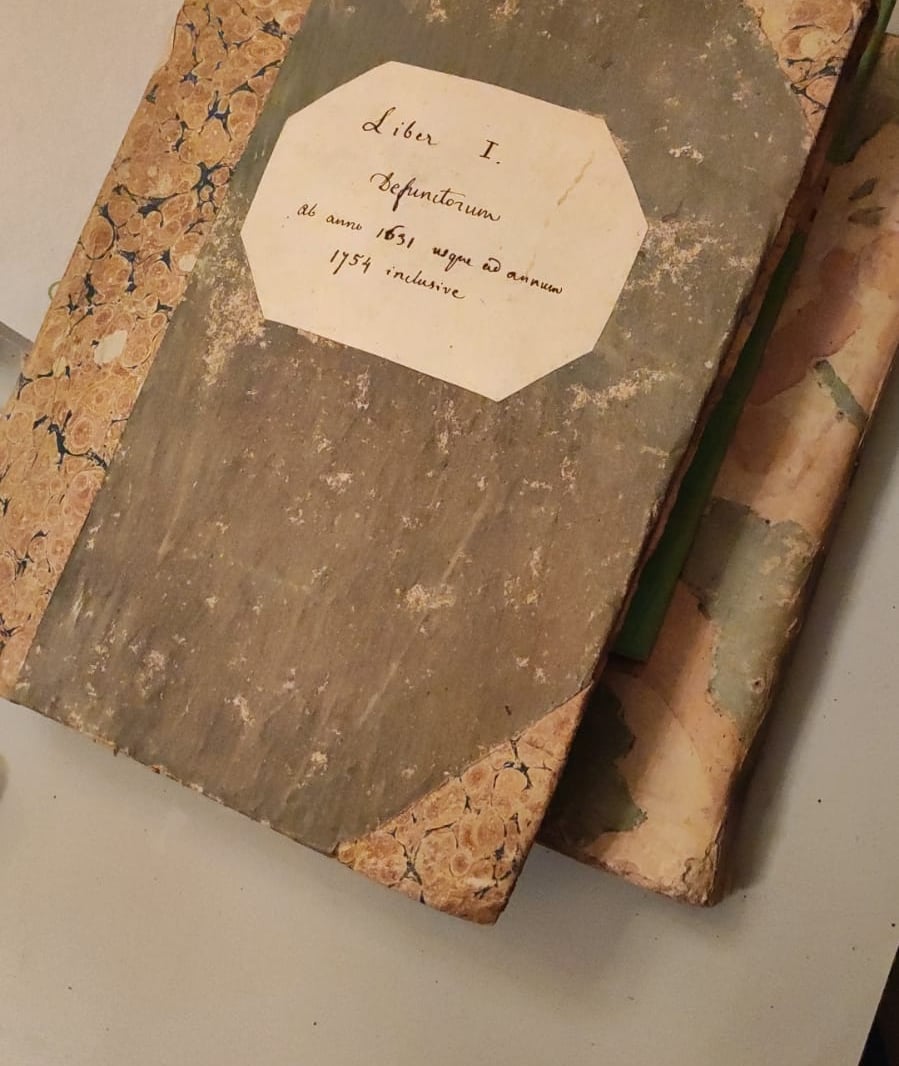 Liber I.
Defunctorum
ab anno 1631 usque ad annum
1754 inclusive